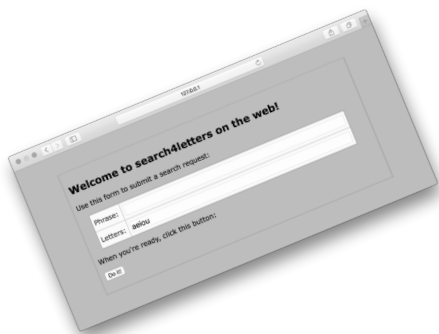 127.0.0.1
Welcome to search4letters on the web!
Use this form to submit a search request:
Phrase:
Letters: aeiou
When you're ready, click this button:
Do it!